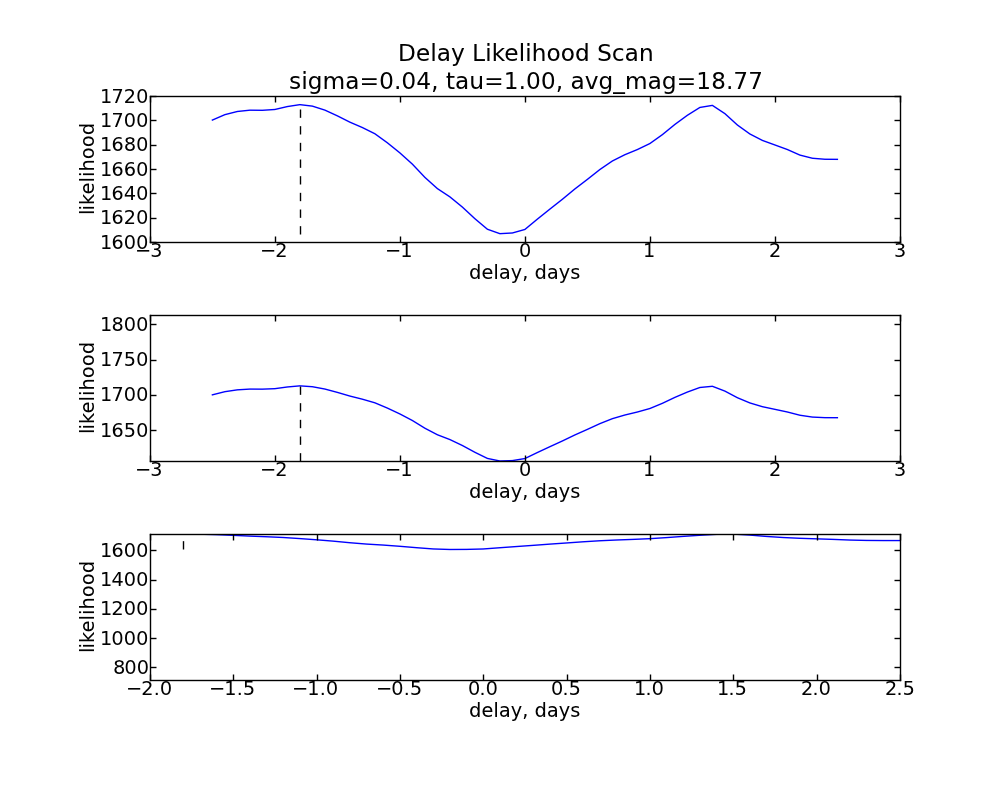 Delay Likelihood Scan
sigma=0.04, tau=1.00, avg_mag=18.77
1720
1700
1680
1660
1640
1620
1600
likelihood
−3 −2 −1 0 1 2 3
delay, days
1800
1750
1700
1650
likelihood
−3 −2 −1 0 1 2 3
delay, days
1600
1400
1200
1000
800
likelihood
−2.0 −1.5 −1.0 −0.5 0.0 0.5 1.0 1.5 2.0 2.5
delay, days